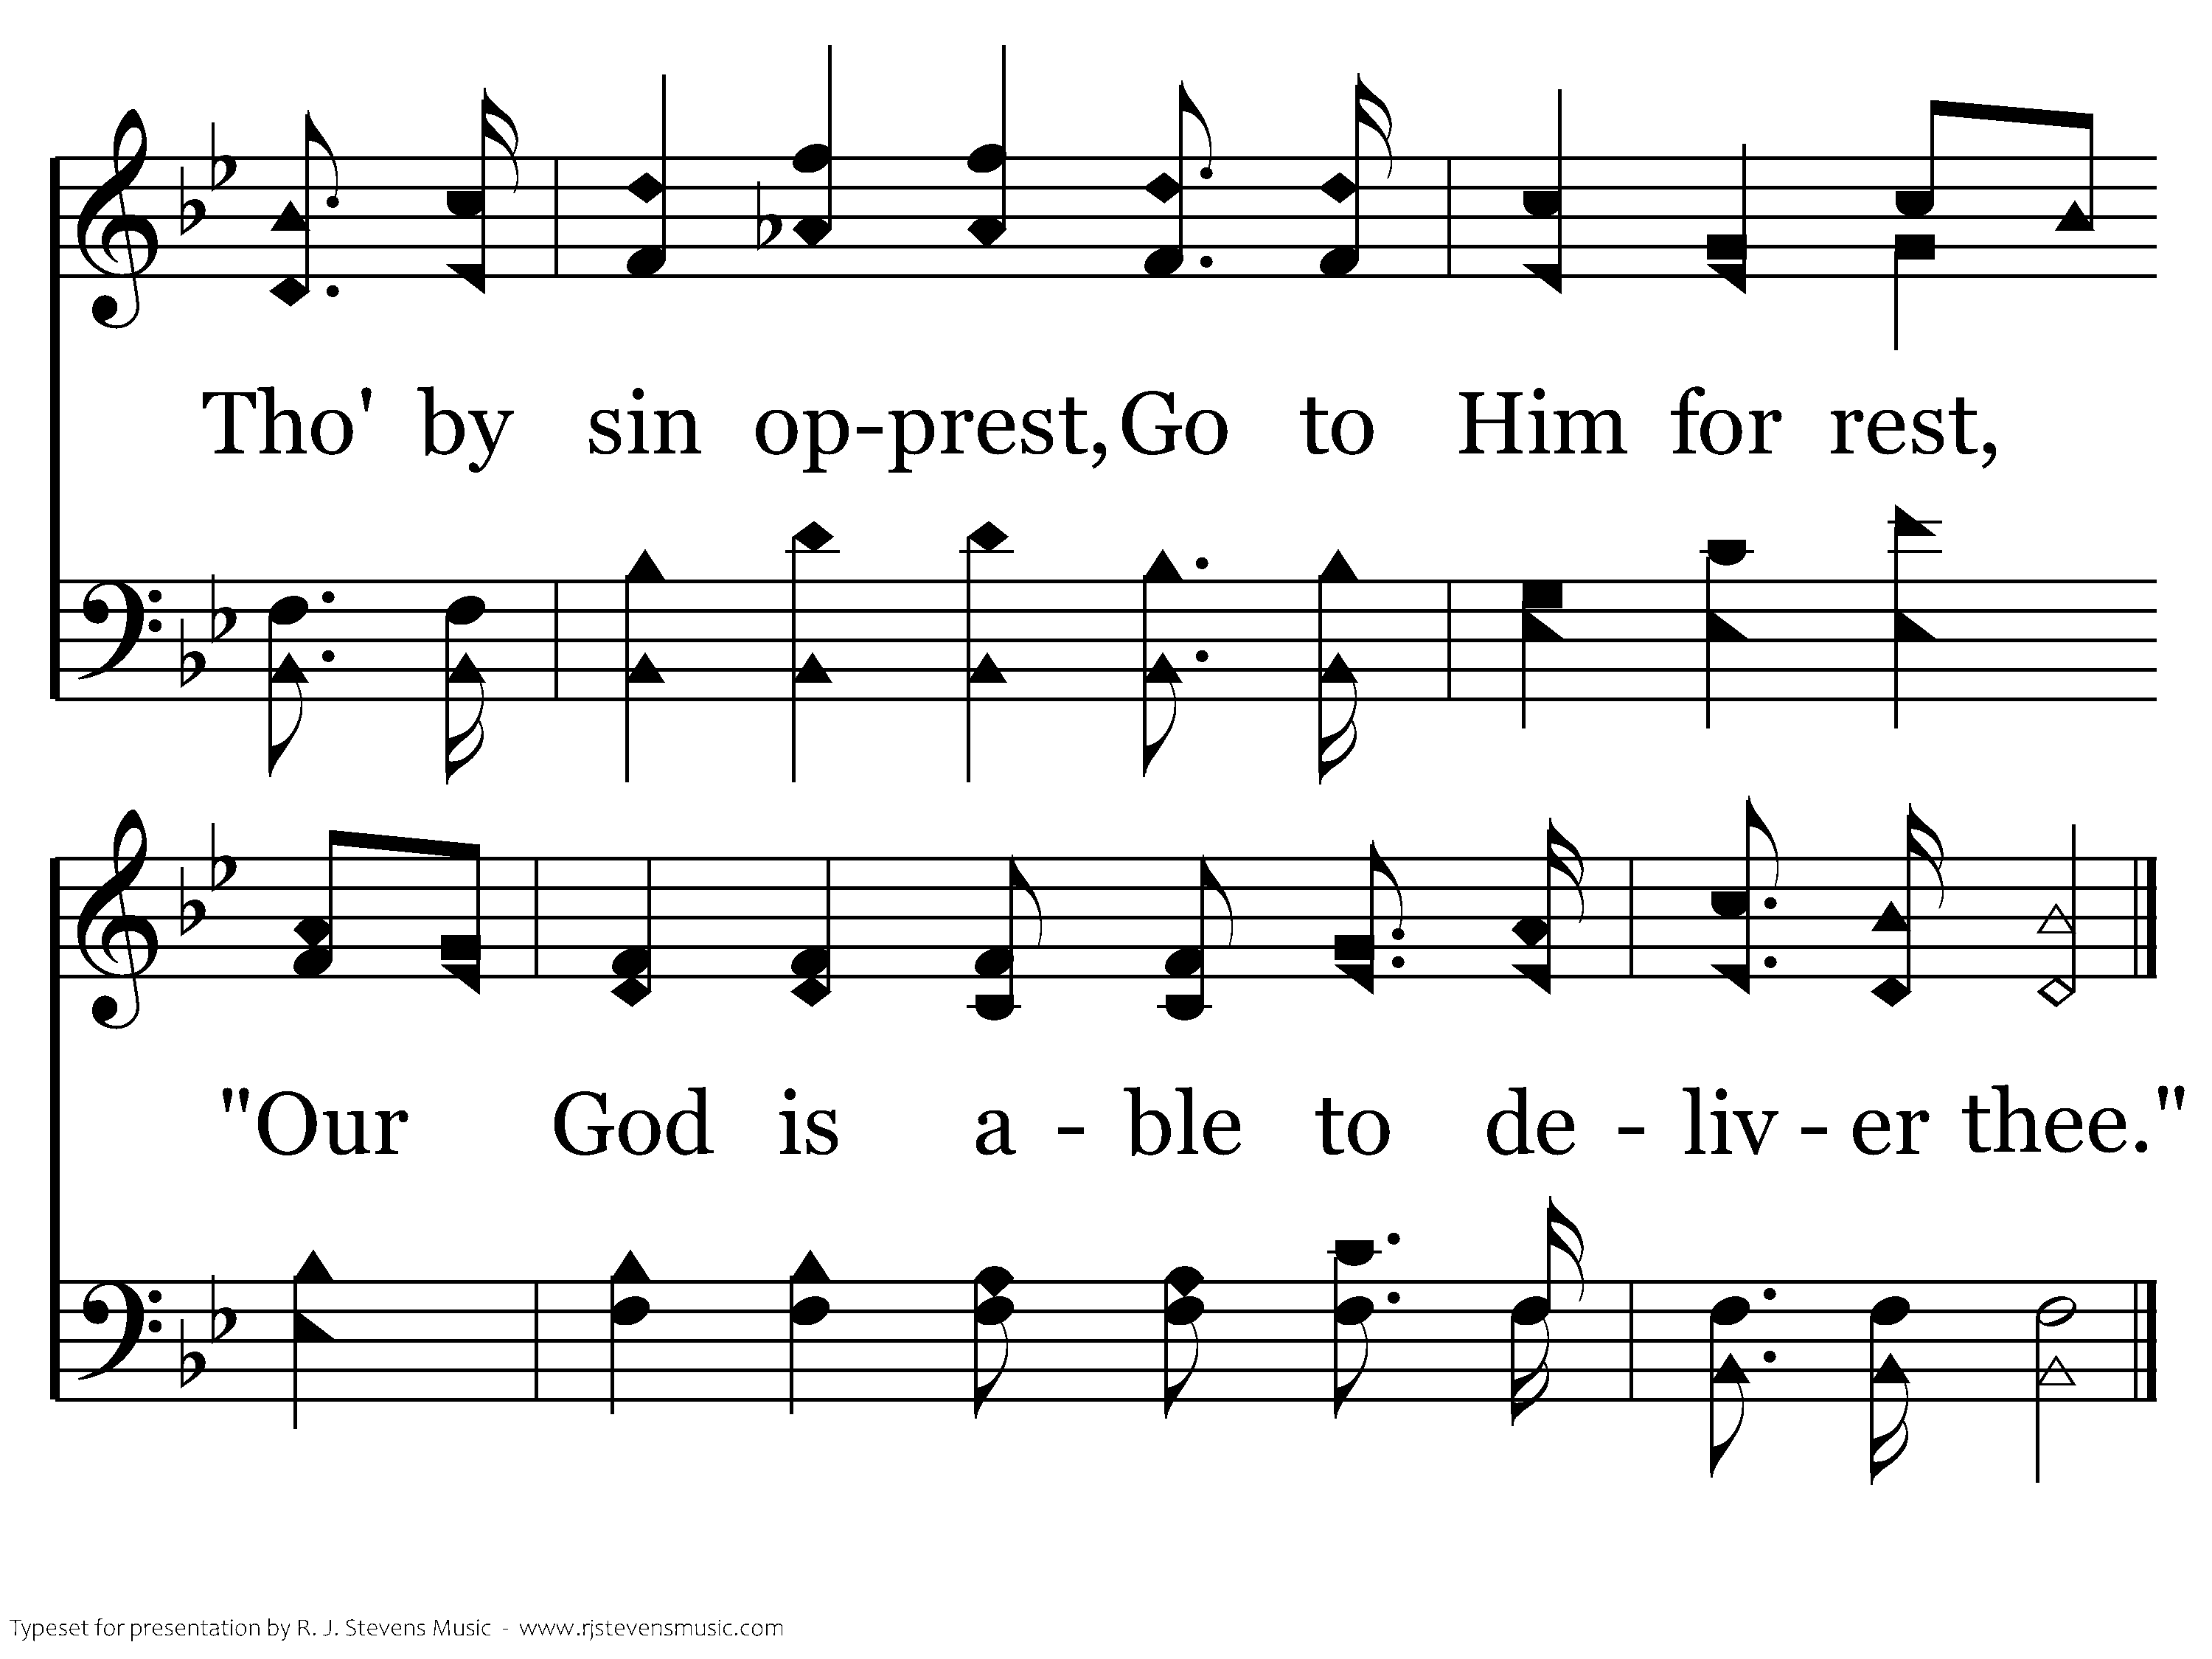 Tho' by sin op-prest, Go to Him for rest,
"Our God is a - ble to de - liv - er thee."
Typeset for presentation by R. J. Stevens Music - www.rjstevensmusic.com